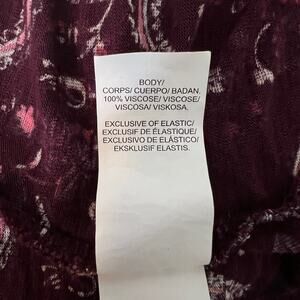 BODY/
CORPS/ CUERPO/ BADAN.
100% VISCOSE/ VISCOSE/
VISCOSA/ VISKOSA.
EXCLUSIVE OF ELASTIC/
EXCLUSIF DE ÉLASTIQUE/
EXCLUSIVO DE ELÁSTICO/
EKSKLUSIF ELASTIS.